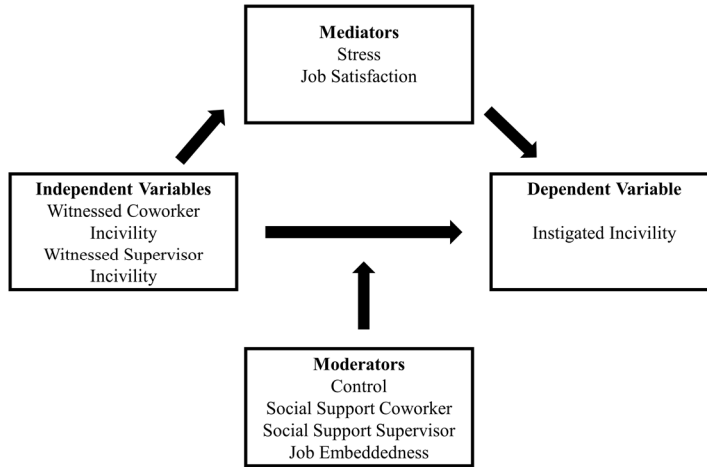 Mediators
Stress
Job Satisfaction
Independent Variables
Witnessed Coworker
Incivility
Witnessed Supervisor
Incivility
Dependent Variable
Instigated Incivility
Moderators
Control
Social Support Coworker
Social Support Supervisor
Job Embeddedness